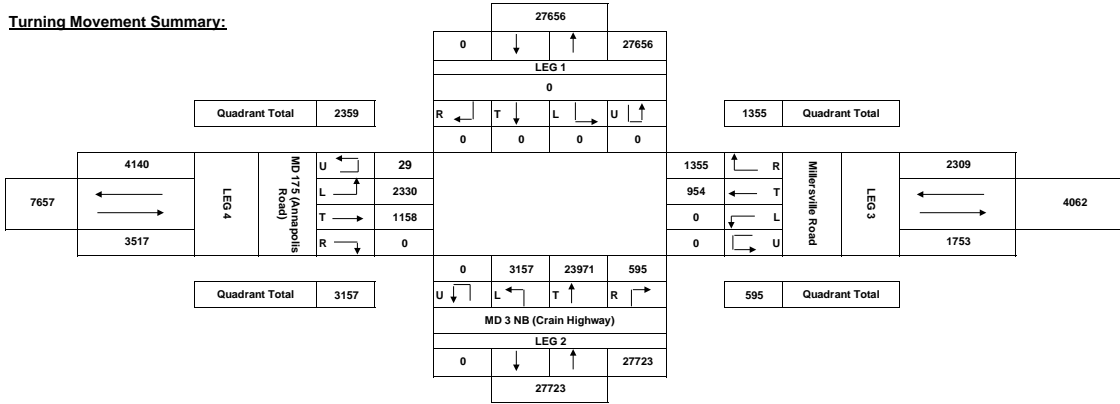 Turning Movement Summary:
27656
0 27656
LEG 1
0
Quadrant Total 2359
R T L U
1355 Quadrant Total
0 0 0 0
4140
U 29
1355 R
2309
7657
LEG 4
MD 175 (Annapolis Road)
L 2330
954 T
Millersville Road
LEG 3
4062
T 1158
0 L
3517
R 0
0 U
1753
0 3157 23971 595
Quadrant Total 3157
U L T R
595 Quadrant Total
MD 3 NB (Crain Highway)
LEG 2
0 27723
27723